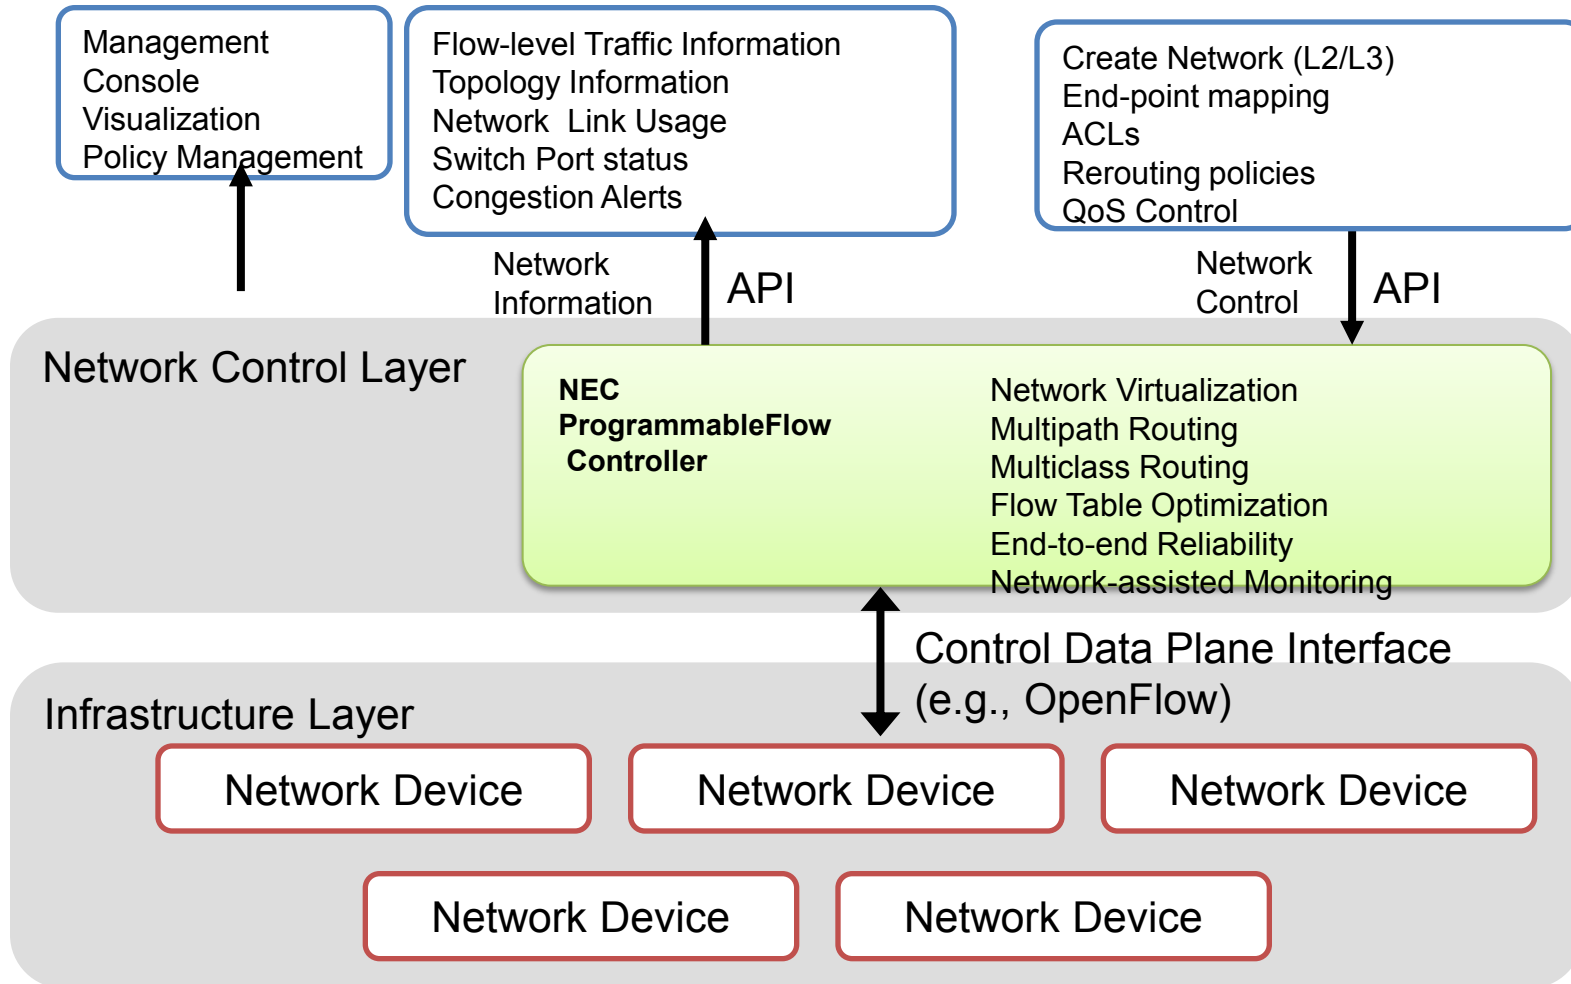 Management
Console
Visualization
Policy Management
Flow-level Traffic Information
Topology Information
Network Link Usage
Switch Port status
Congestion Alerts
Create Network (L2/L3)
End-point mapping
ACLs
Rerouting policies
QoS Control
Network
Information
API
Network
Control
API
Network Control Layer
NEC
ProgrammableFlow
Controller
Network Virtualization
Multipath Routing
Multiclass Routing
Flow Table Optimization
End-to-end Reliability
Network-assisted Monitoring
Control Data Plane Interface
(e.g., OpenFlow)
Infrastructure Layer
Network Device
Network Device
Network Device
Network Device
Network Device